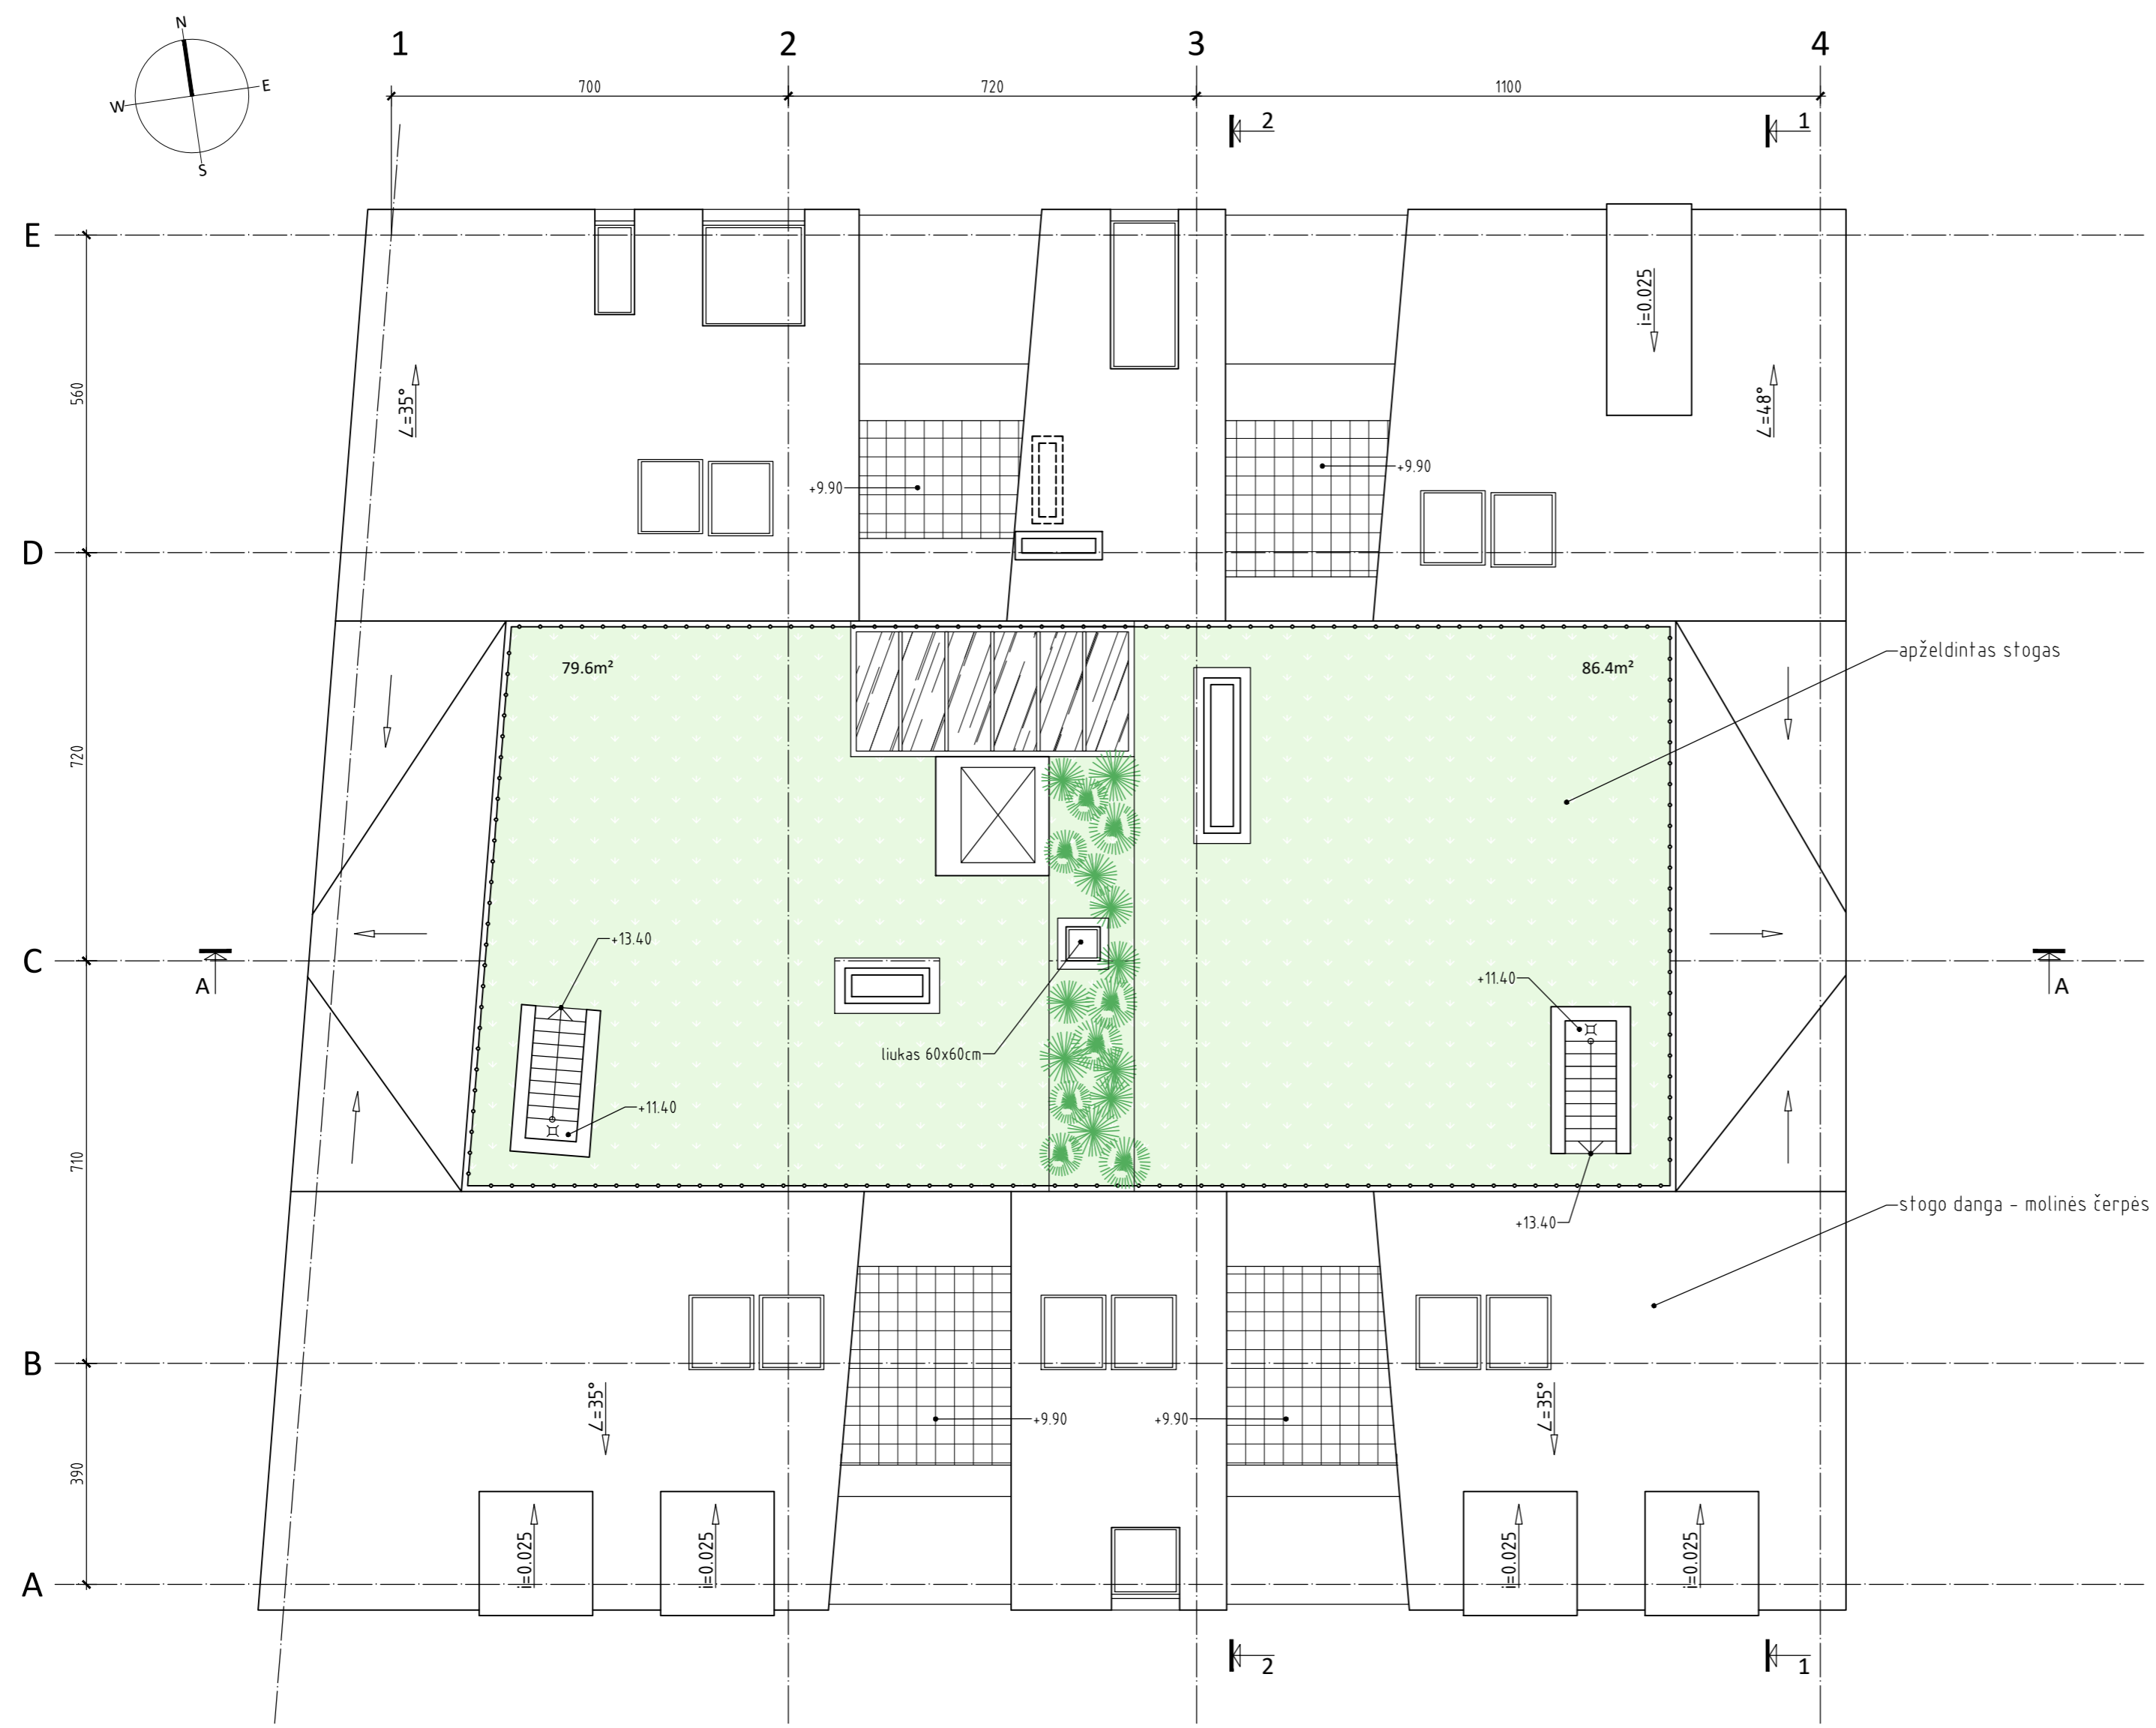 N
E
W
S
1
2
3
4
700
720
1100
2
1
E
i=0.025
560
∠=35°
∠=48°
+9.90
+9.90
D
79.6m²
86.4m²
apželdintas stogas
720
+13.40
C
A
+11.40
A
liukas 60x60cm
+11.40
710
stogo danga - molinės čerpės
+13.40
B
∠=35°
∠=35°
+9.90
+9.90
390
i=0.025
i=0.025
i=0.025
i=0.025
A
2
1